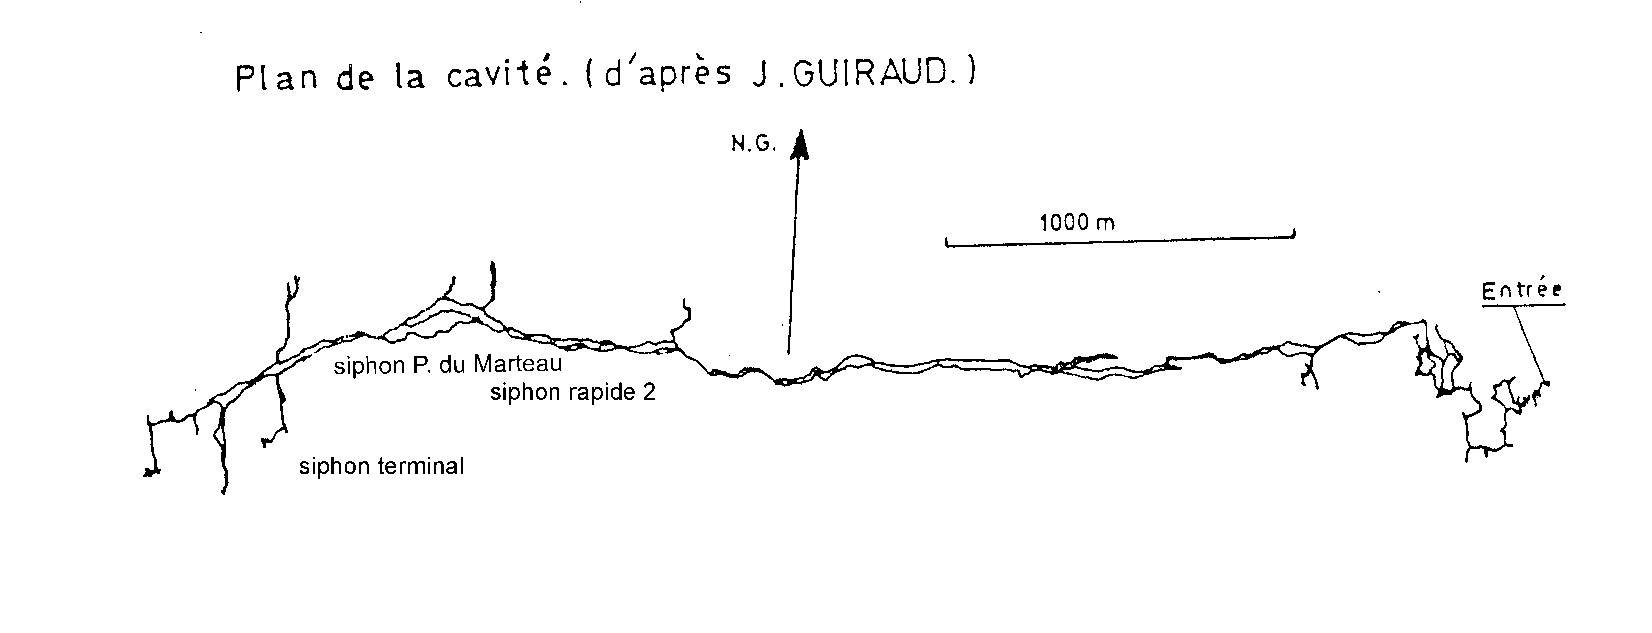 Plan de la cavité. (d'après J. GUIRAUD.)
N.G.
1000 m
Entrée
siphon P. du Marteau
siphon rapide 2
siphon terminal